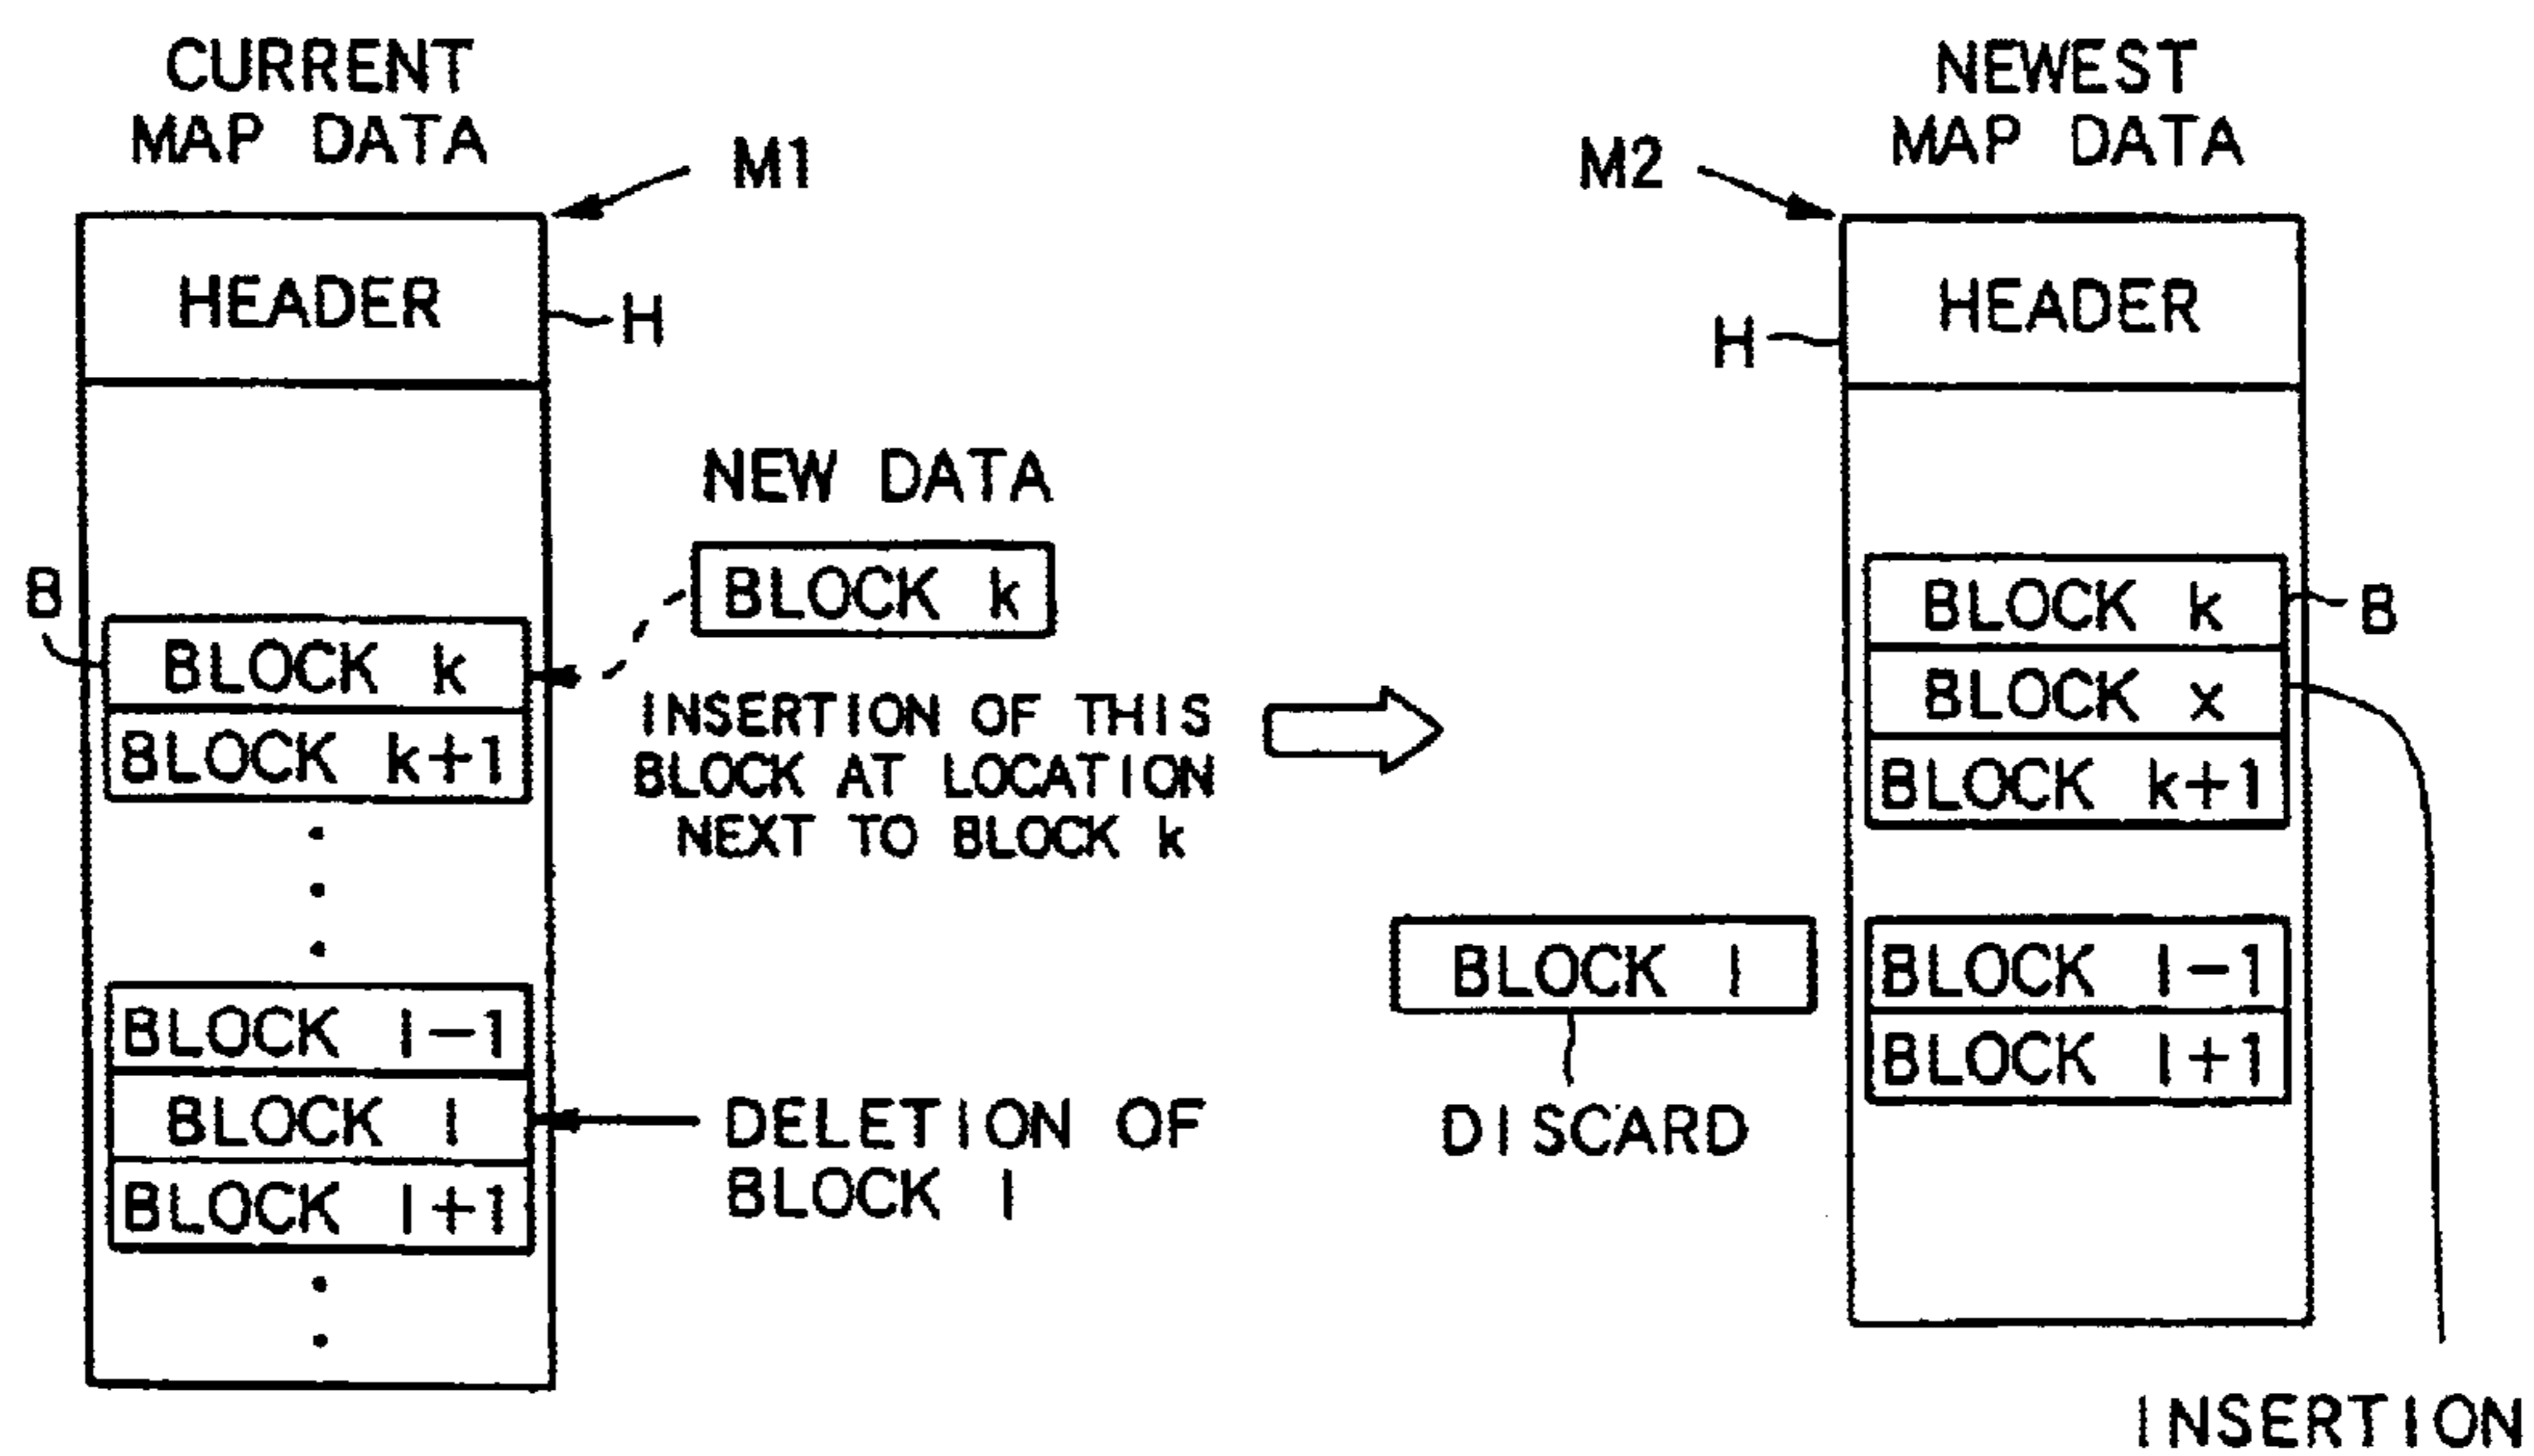 CURRENT
MAP DATA
M1
HEADER
H
NEW DATA
BLOCK k
B
BLOCK k
BLOCK k+1
INSERTION OF THIS
BLOCK AT LOCATION
NEXT TO BLOCK k
BLOCK l-1
BLOCK l
BLOCK l+1
DELETION OF
BLOCK l
NEWEST
MAP DATA
M2
HEADER
H
BLOCK k
B
BLOCK x
BLOCK k+1
BLOCK l
DISCARD
BLOCK l-1
BLOCK l+1
INSERTION